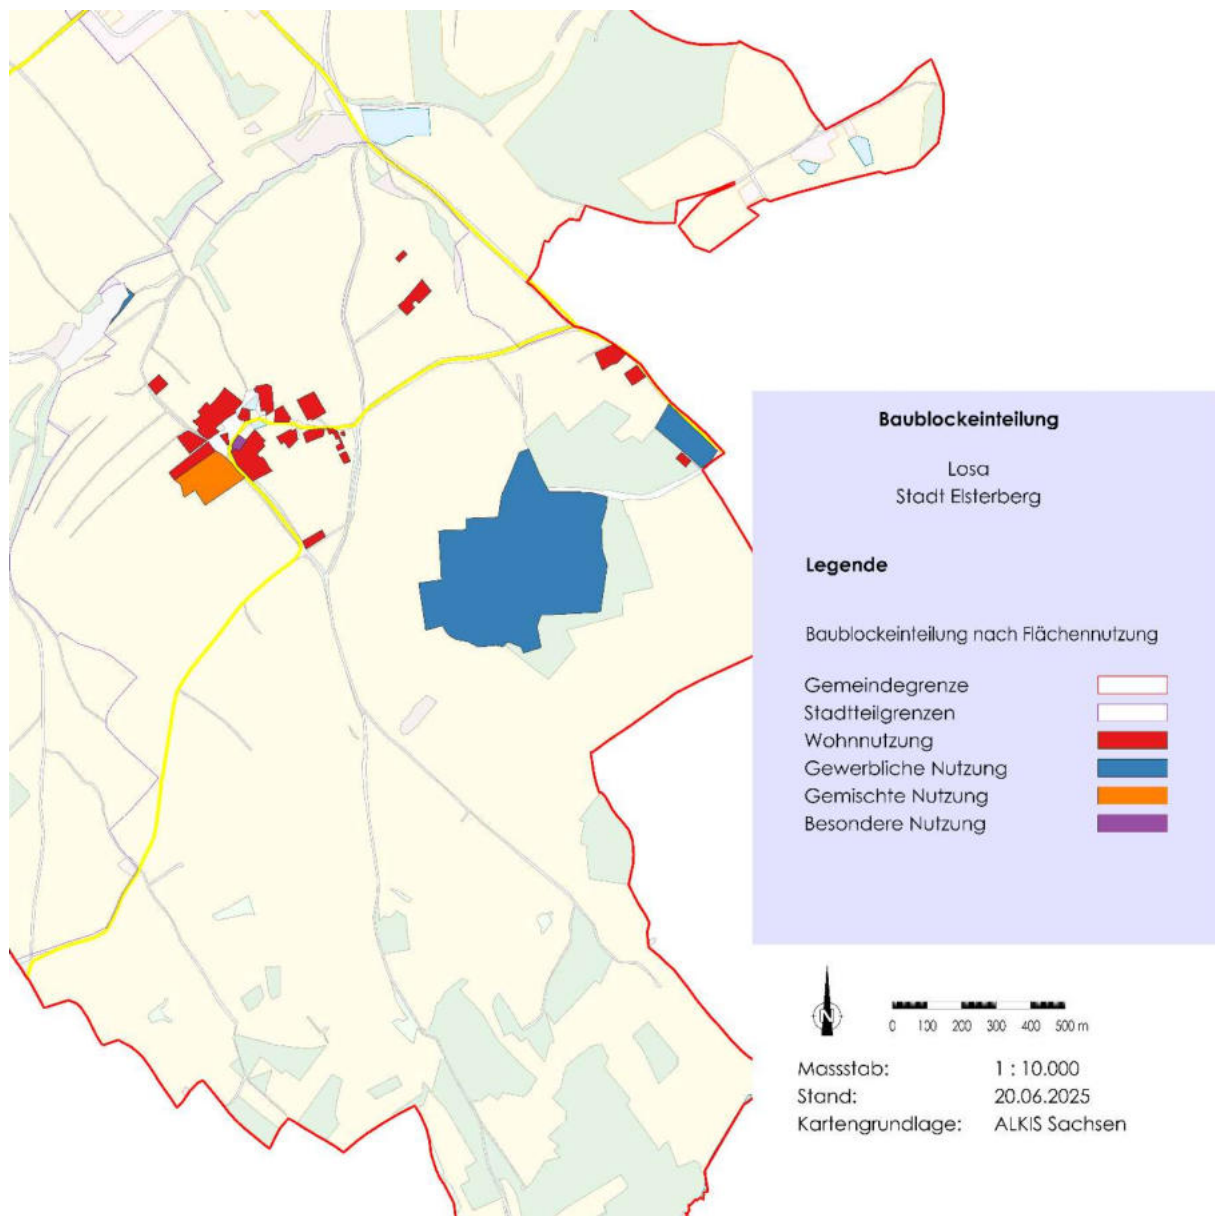 Baublockeinteilung
Losa
Stadt Elsterberg
Legende
Baublockeinteilung nach Flächennutzung
Gemeindegrenze
Stadtteilgrenzen
Wohnnutzung
Gewerbliche Nutzung
Gemischte Nutzung
Besondere Nutzung
N
0 100 200 300 400 500 m
Massstab: 1 : 10.000
Stand: 20.06.2025
Kartengrundlage: ALKIS Sachsen